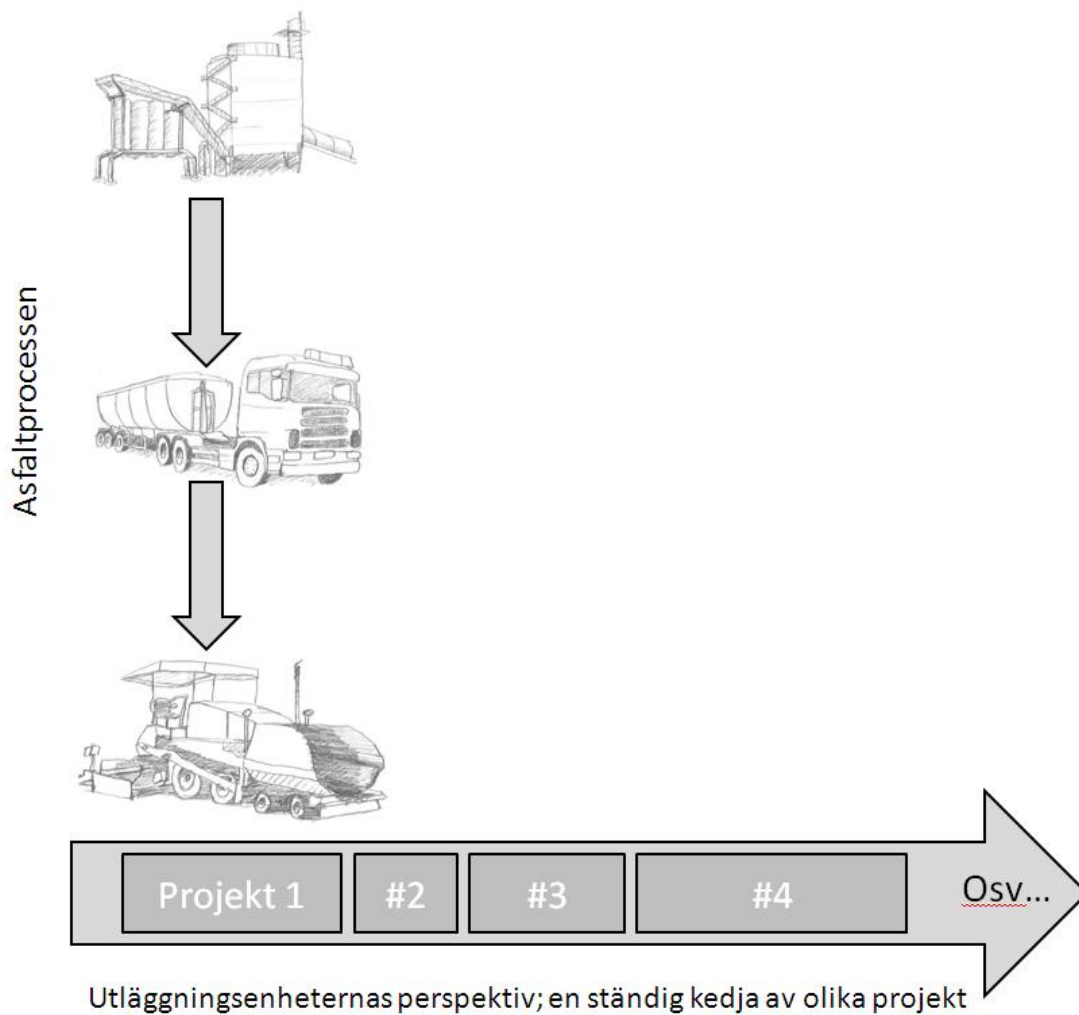 Asfaltprocessen
Projekt 1
#2
#3
#4
Osv...
Utläggningsenheternas perspektiv; en ständig kedja av olika projekt